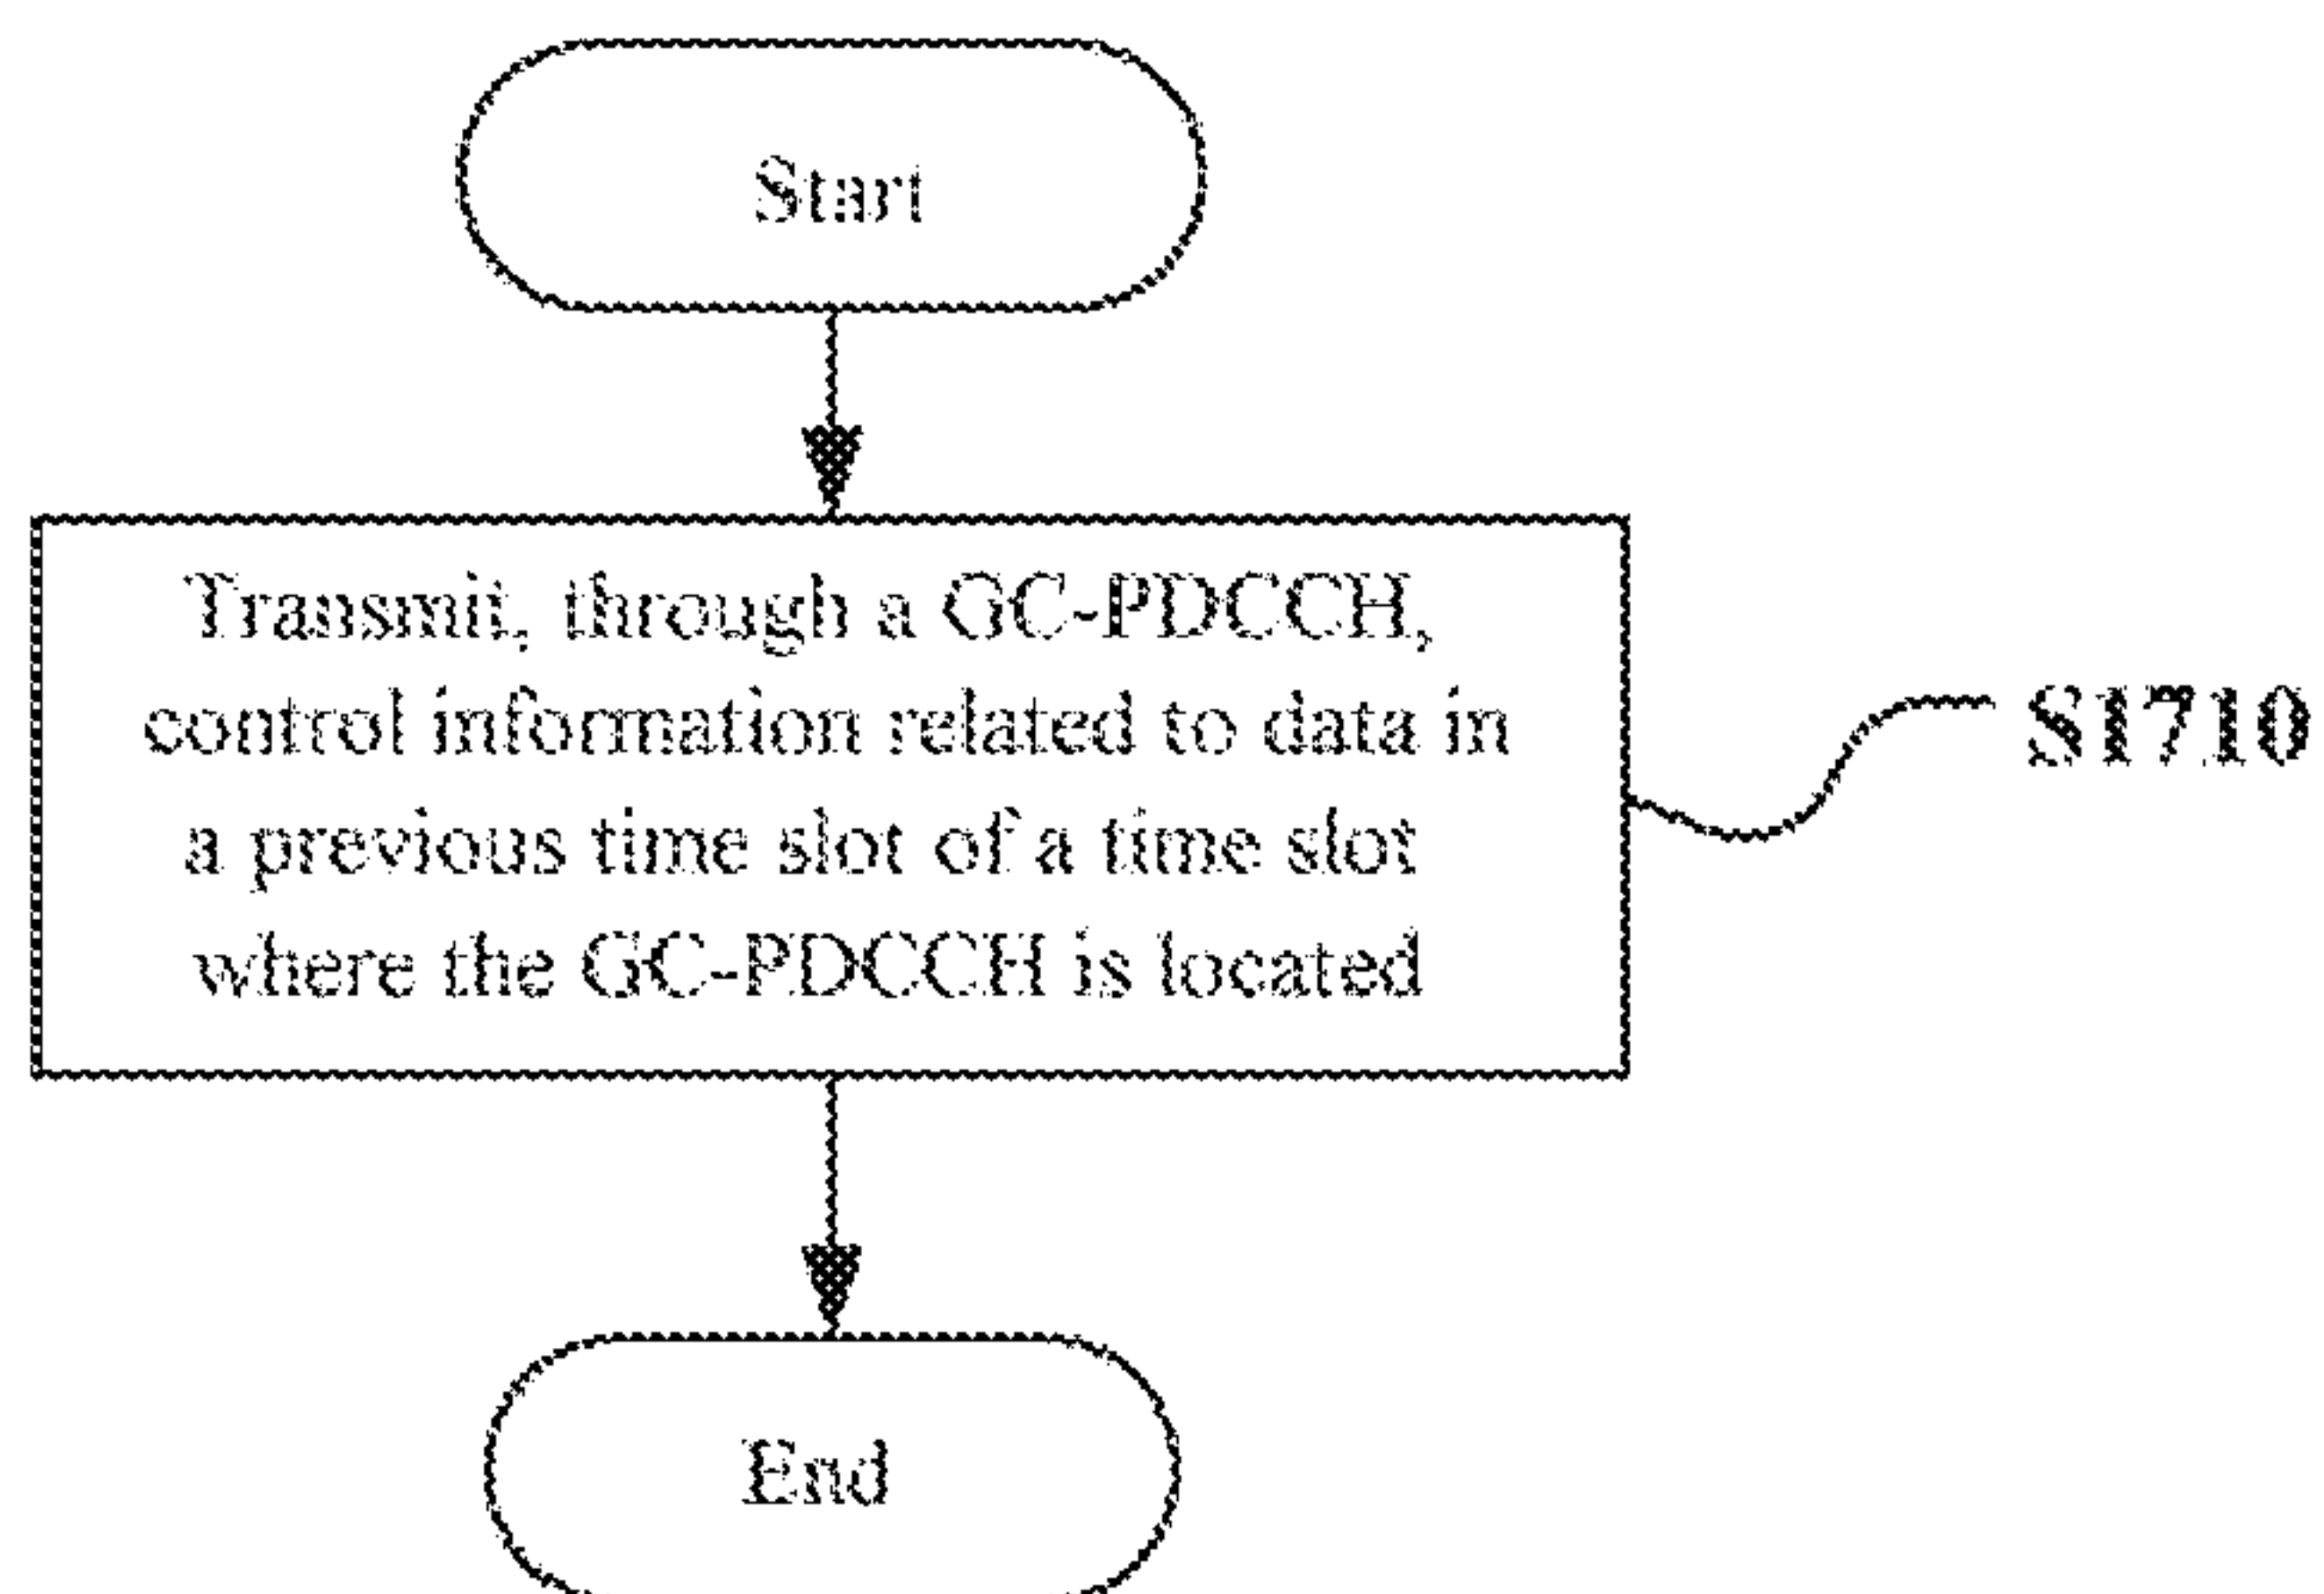 Start
Transmit, through a GC-PDCCH,
control information related to data in
a previous time slot of a time slot
where the GC-PDCCH is located
S1710
End